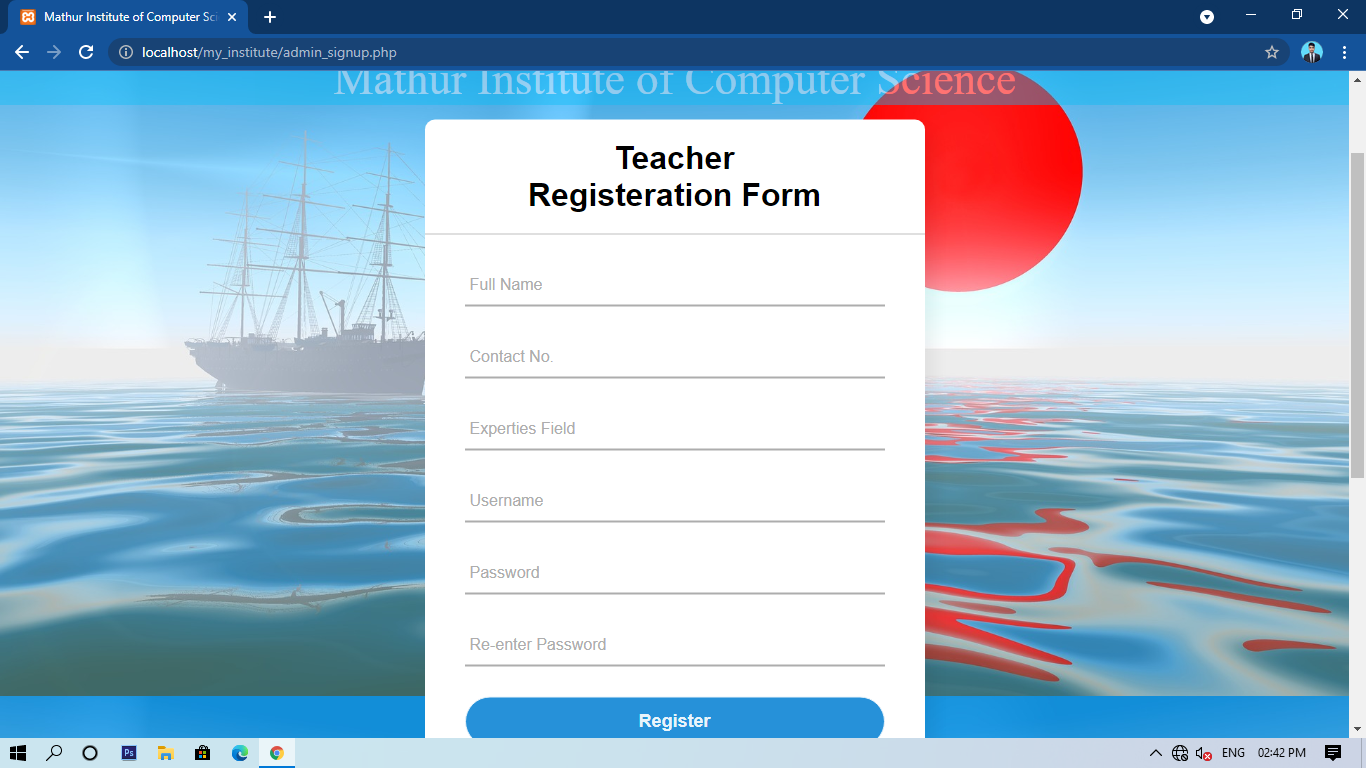 Mathur Institute of Computer Sci
localhost/my_institute/admin_signup.php
Mathur Institute of Computer Science
Teacher
Registeration Form
Full Name
Contact No.
Experties Field
Username
Password
Re-enter Password
Register
Ps
ENG
02:42 PM